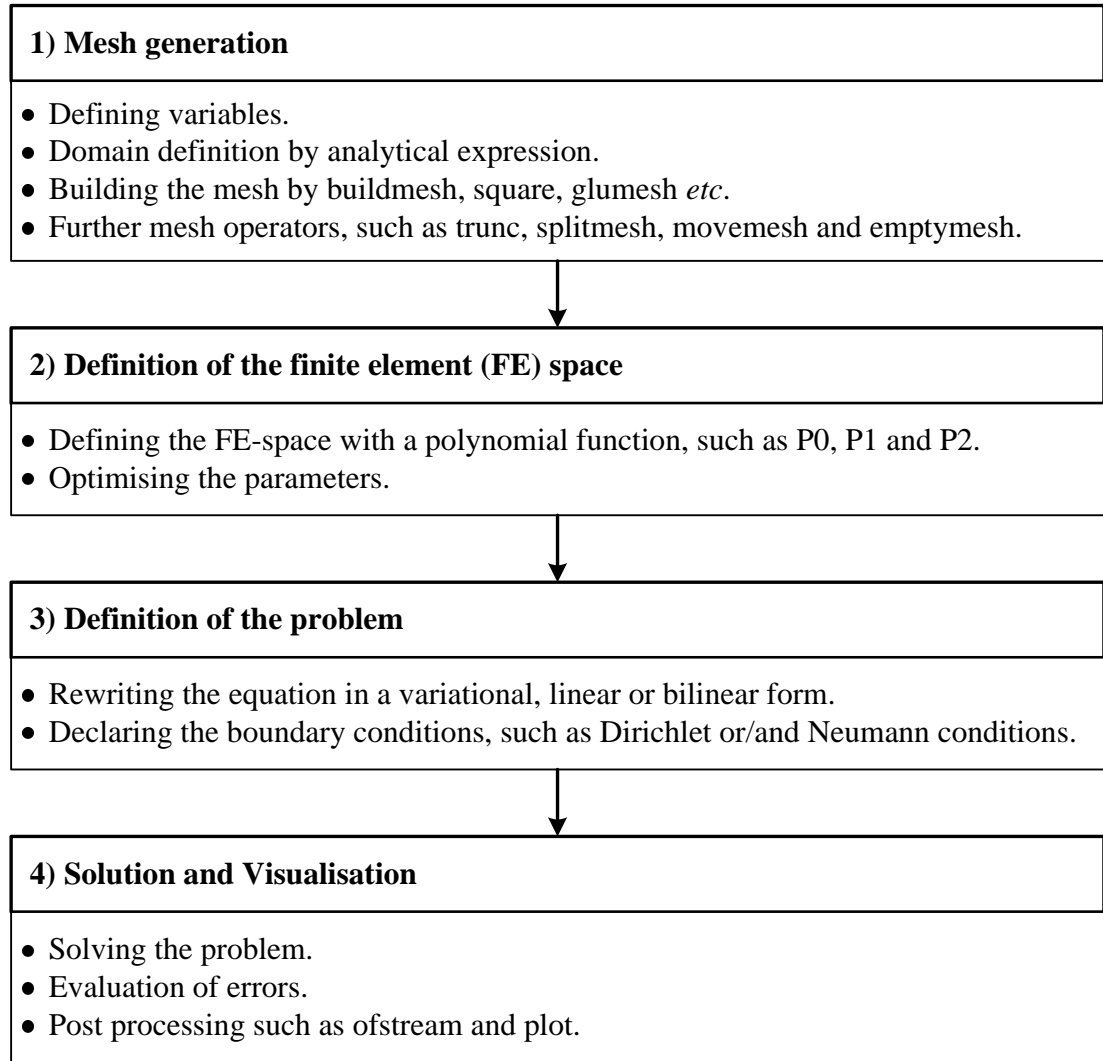 1) Mesh generation
• Defining variables.
• Domain definition by analytical expression.
• Building the mesh by buildmesh, square, glumesh etc.
• Further mesh operators, such as trunc, splitmesh, movemesh and emptymesh.
2) Definition of the finite element (FE) space
• Defining the FE-space with a polynomial function, such as P0, P1 and P2.
• Optimising the parameters.
3) Definition of the problem
• Rewriting the equation in a variational, linear or bilinear form.
• Declaring the boundary conditions, such as Dirichlet or/and Neumann conditions.
4) Solution and Visualisation
• Solving the problem.
• Evaluation of errors.
• Post processing such as ofstream and plot.